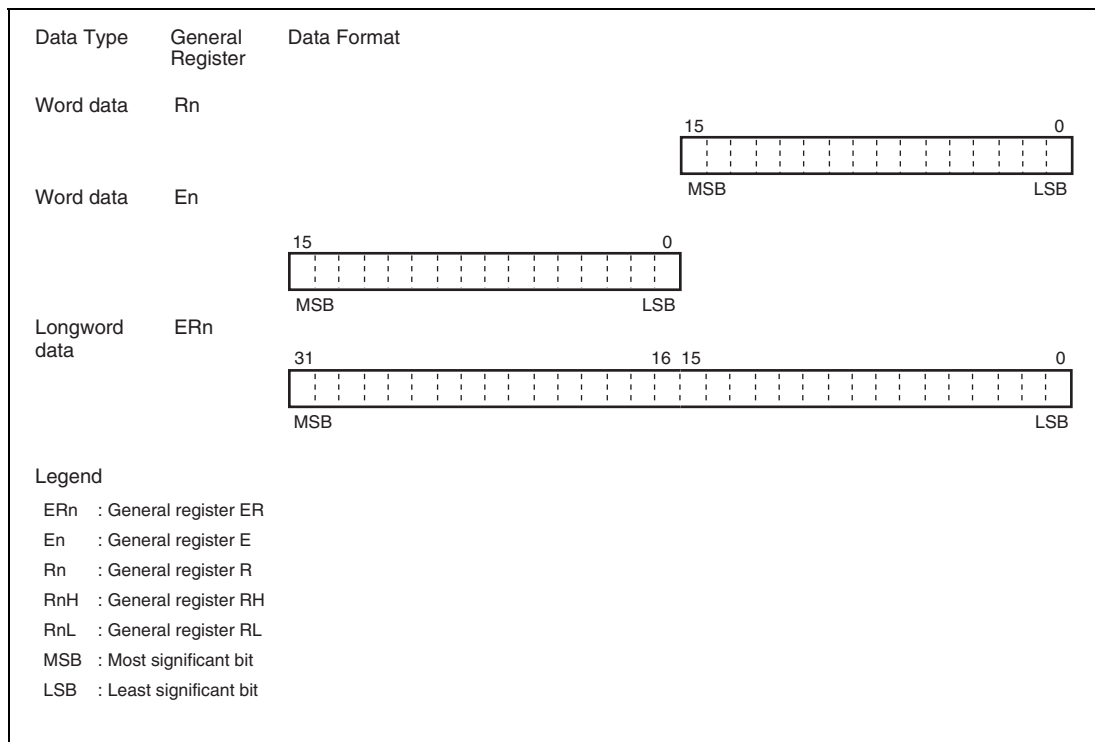 Data Type General Register Data Format
Word data Rn
15 0
MSB LSB
Word data En
15 0
MSB LSB
Longword data ERn
31 16 15 0
MSB LSB
Legend
ERn : General register ER
En : General register E
Rn : General register R
RnH : General register RH
RnL : General register RL
MSB : Most significant bit
LSB : Least significant bit